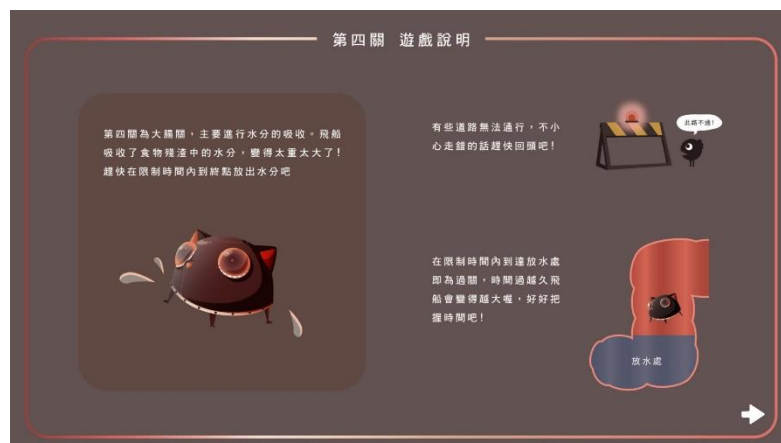 第四關 遊戲說明
第四關為大腸關，主要進行水分的吸收。飛船
吸收了食物殘渣中的水分，變得太重太大了！
趕快在限制時間內到終點放出水分吧
有些道路無法通行，不小
心走錯的話趕快回頭吧！
此路不通！
在限制時間內到達放水處
即為過關，時間過越久飛
船會變得越大喔，好好把
握時間吧！
放水處